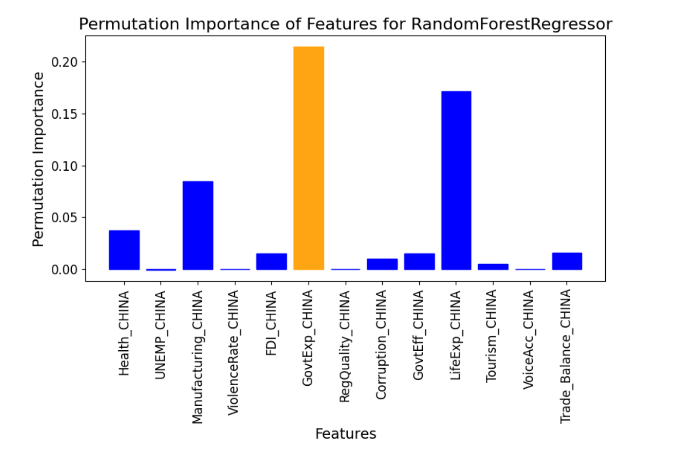 Permutation Importance of Features for RandomForestRegressor
Permutation Importance
0.20
0.15
0.10
0.05
0.00
Health_CHINA
UNEMP_CHINA
Manufacturing_CHINA
ViolenceRate_CHINA
FDI_CHINA
GovtExp_CHINA
RegQuality_CHINA
Corruption_CHINA
GovtEff_CHINA
LifeExp_CHINA
Tourism_CHINA
VoiceAcc_CHINA
Trade_Balance_CHINA
Features